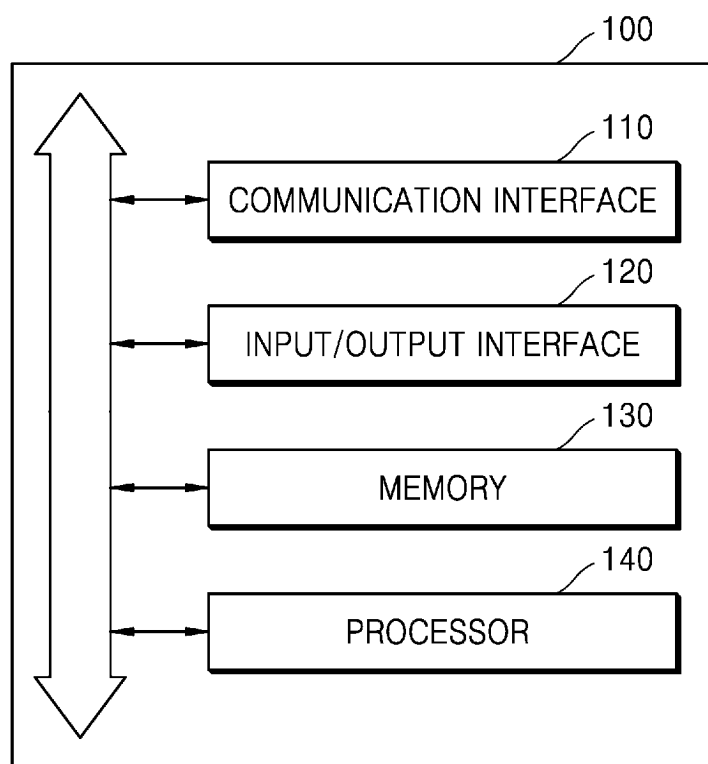 100
110
COMMUNICATION INTERFACE
120
INPUT/OUTPUT INTERFACE
130
MEMORY
140
PROCESSOR